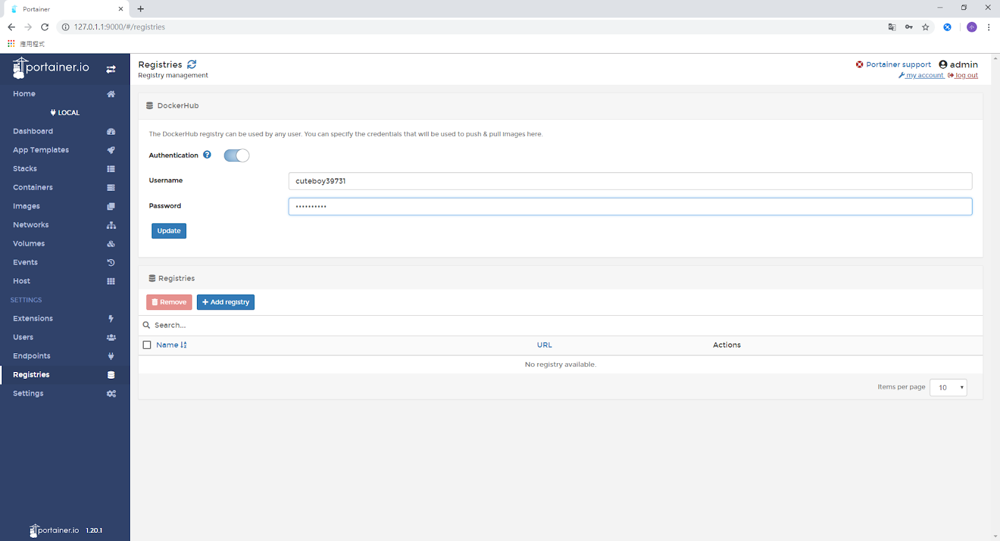 Portainer
127.0.1.1:9000/#/registries
應用程式
portainer.io
Home
LOCAL
Dashboard
App Templates
Stacks
Containers
Images
Networks
Volumes
Events
Host
SETTINGS
Extensions
Users
Endpoints
Registries
Settings
portainer.io 1.20.1
Registries
Registry management
Portainer support admin
my account log out
DockerHub
The DockerHub registry can be used by any user. You can specify the credentials that will be used to push & pull images here.
Authentication
Username cuteboy39731
Password ••••••••••
Update
Registries
Remove Add registry
Search...
Name URL Actions
No registry available.
Items per page 10